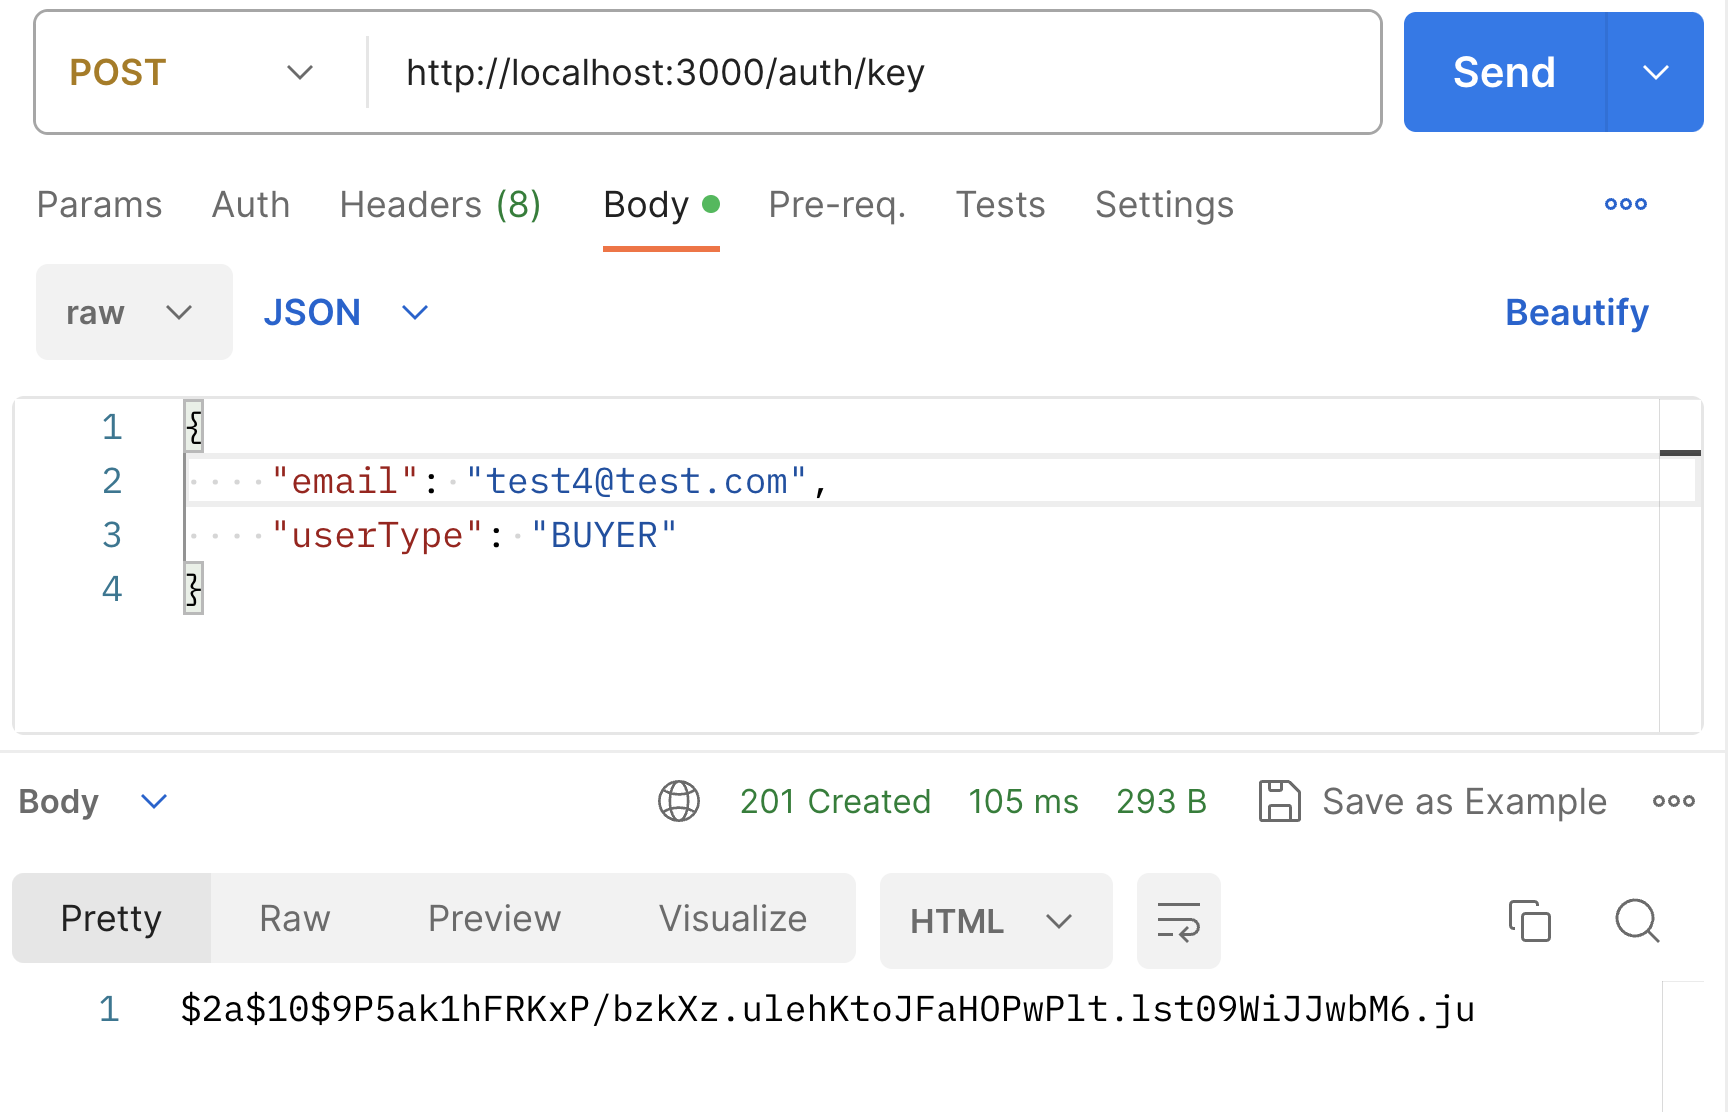 POST http://localhost:3000/auth/key Send
Params Auth Headers (8) Body Pre-req. Tests Settings
raw JSON Beautify
1 {
2 "email": "test4@test.com",
3 "userType": "BUYER"
4 }
Body 201 Created 105 ms 293 B Save as Example
Pretty Raw Preview Visualize HTML
1 $2a$10$9P5ak1hFRKxP/bzkXz.ulehKtoJFaHOPwPlt.lst09WiJJwbM6.ju